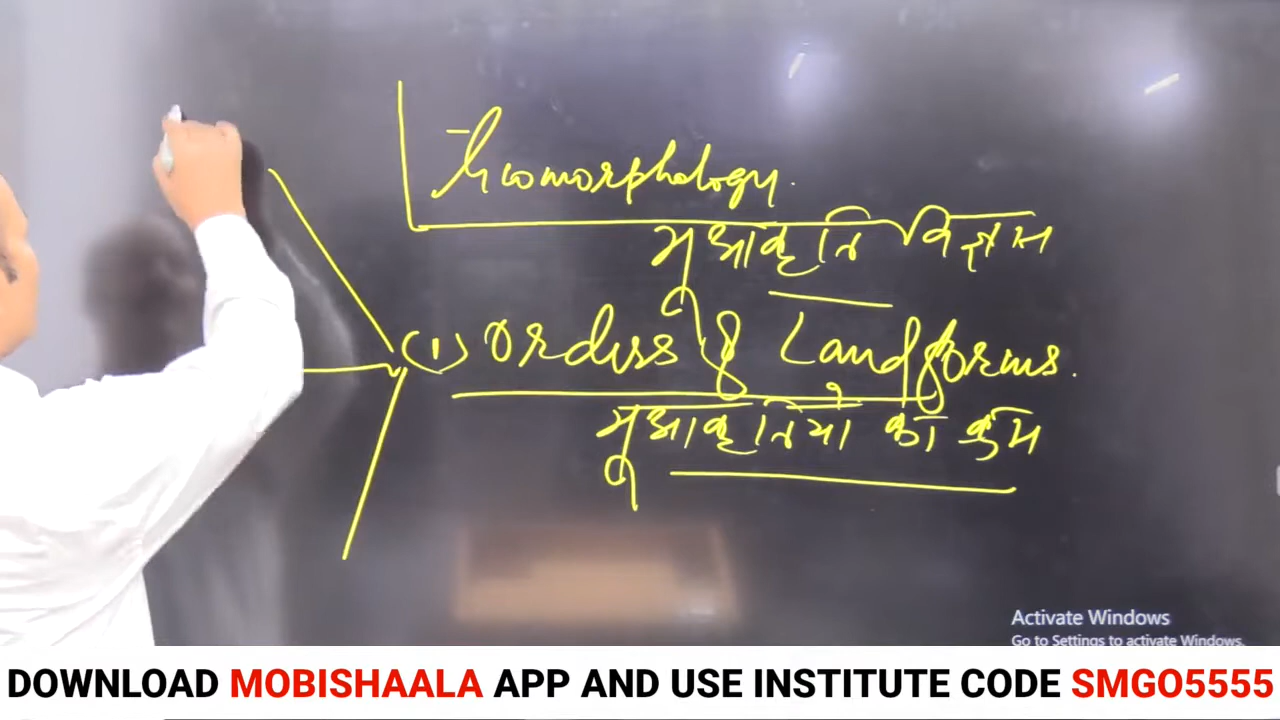 Geomorphology.
भूआकृति विज्ञान
(1) Orders of Landforms.
भूआकृतियों का क्रम
Activate Windows
Go to Settings to activate Windows.
DOWNLOAD MOBISHAALA APP AND USE INSTITUTE CODE SMGO5555